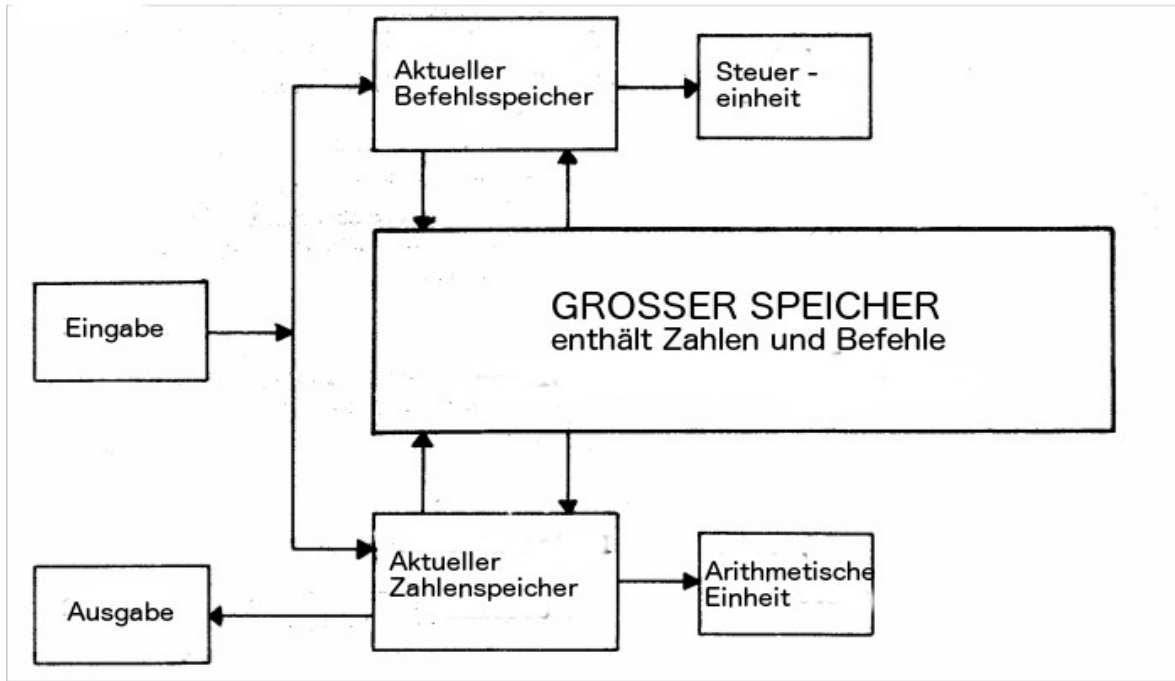 Aktueller
Befehlsspeicher
Steuer -
einheit
GROSSER SPEICHER
enthält Zahlen und Befehle
Eingabe
Aktueller
Zahlenspeicher
Arithmetische
Einheit
Ausgabe